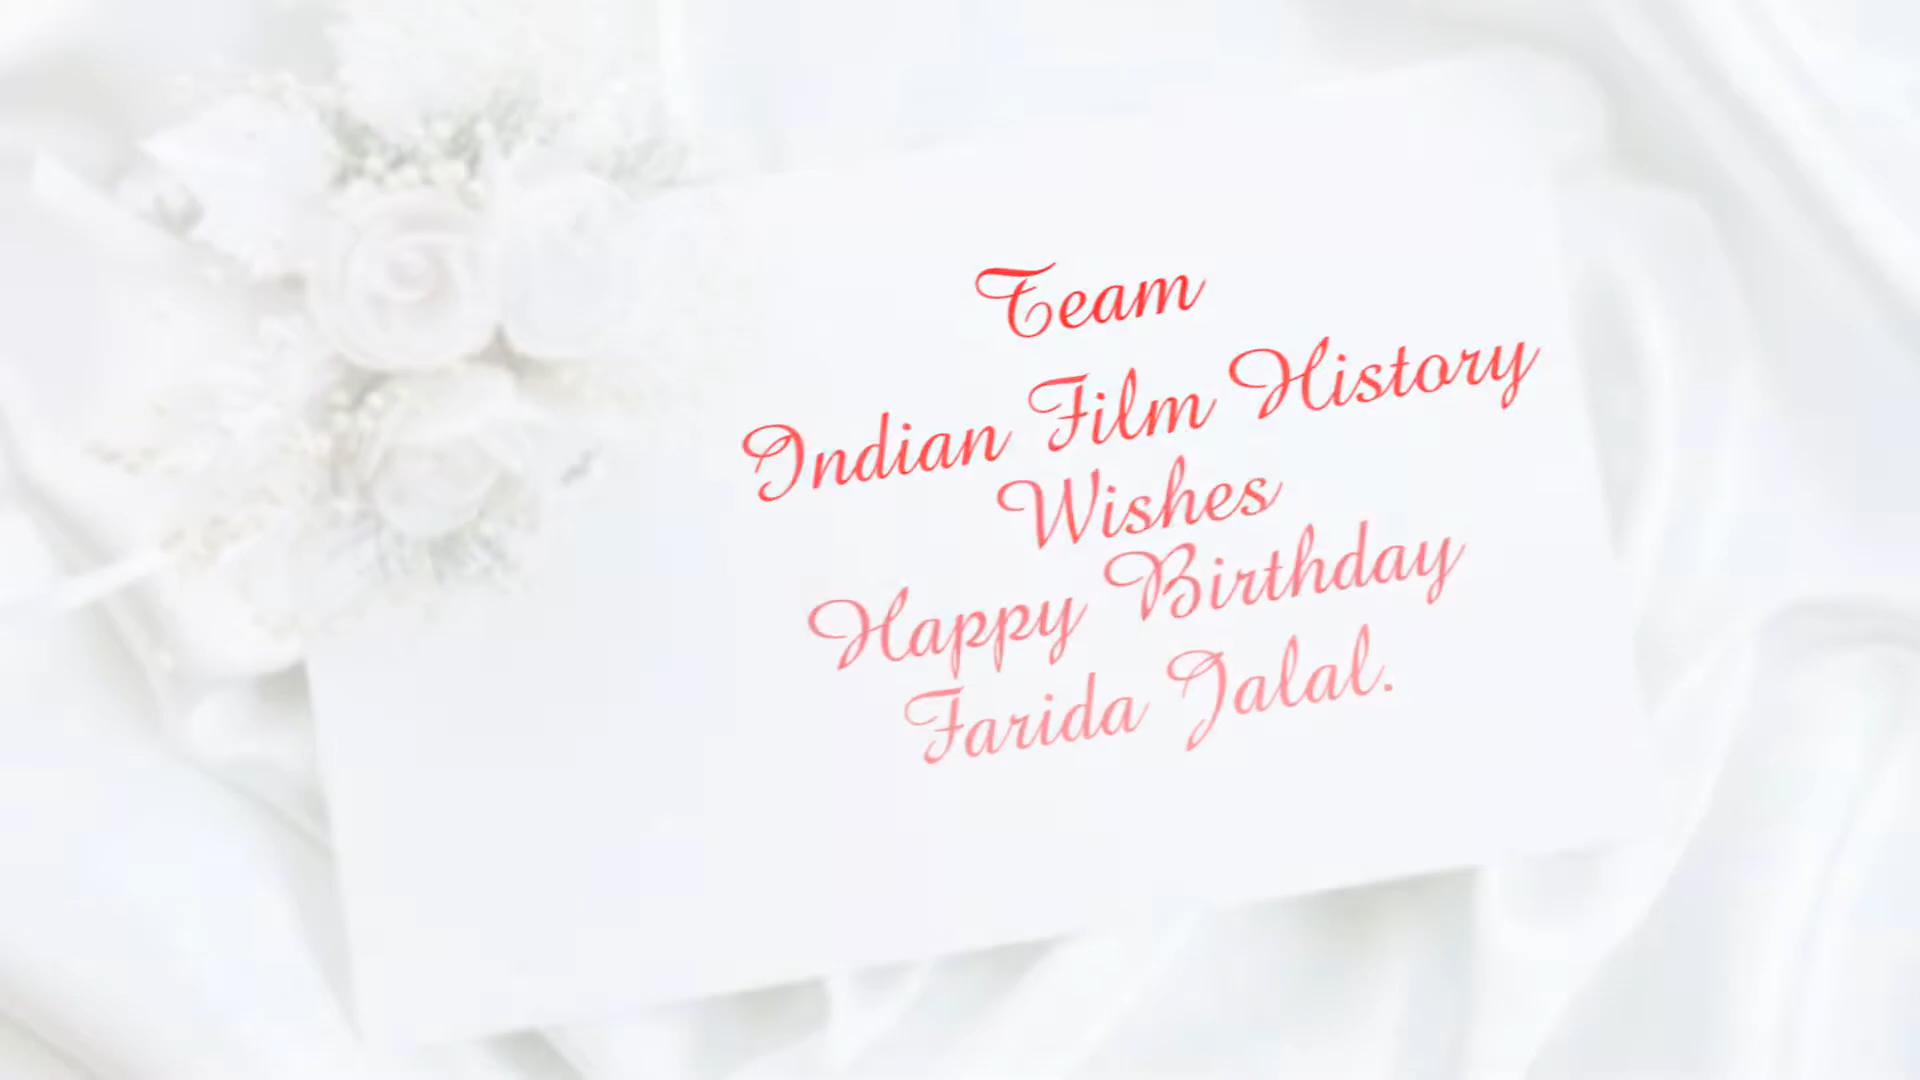 Team
Indian Film History
Wishes
Happy Birthday
Farida Jalal.